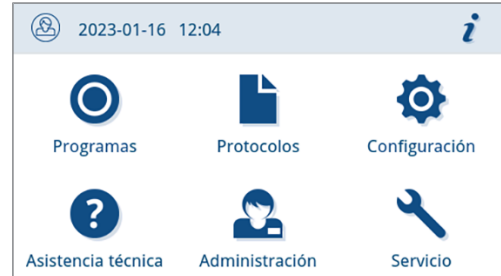 2023-01-16 12:04
i
Programas Protocolos Configuración
?
Asistencia técnica Administración Servicio